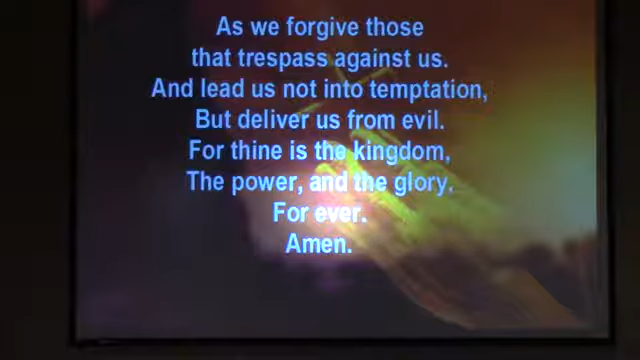 As we forgive those
that trespass against us.
And lead us not into temptation,
But deliver us from evil.
For thine is the kingdom,
The power, and the glory.
For ever.
Amen.